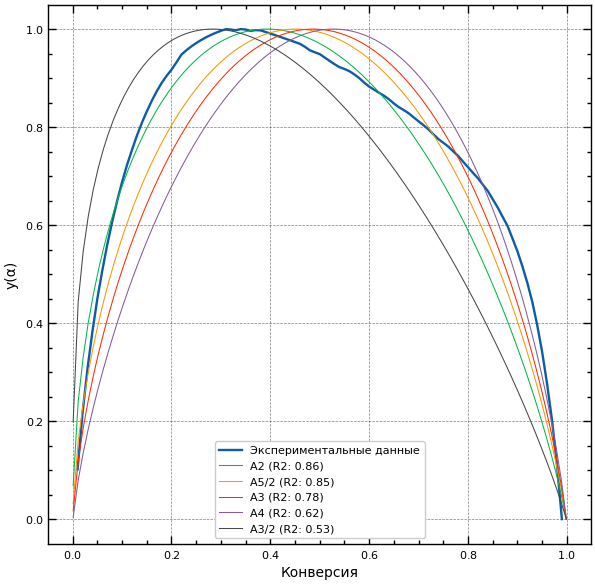 y(α)
1.0
0.8
0.6
0.4
0.2
0.0
Экспериментальные данные
A2 (R2: 0.86)
A5/2 (R2: 0.85)
A3 (R2: 0.78)
A4 (R2: 0.62)
A3/2 (R2: 0.53)
0.0 0.2 0.4 0.6 0.8 1.0
Конверсия